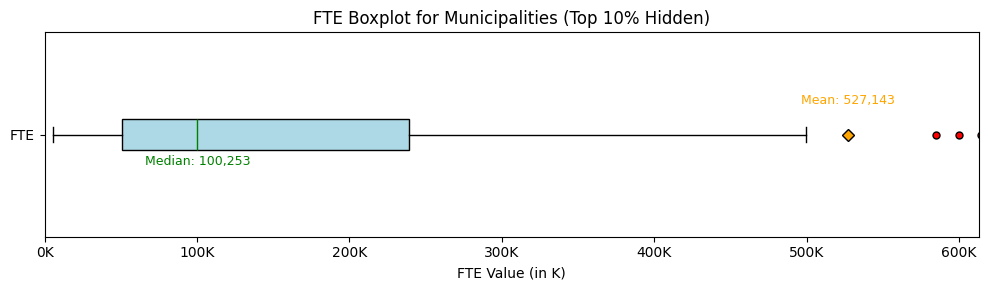 FTE Boxplot for Municipalities (Top 10% Hidden)
Mean: 527,143
FTE
Median: 100,253
0K 100K 200K 300K 400K 500K 600K
FTE Value (in K)